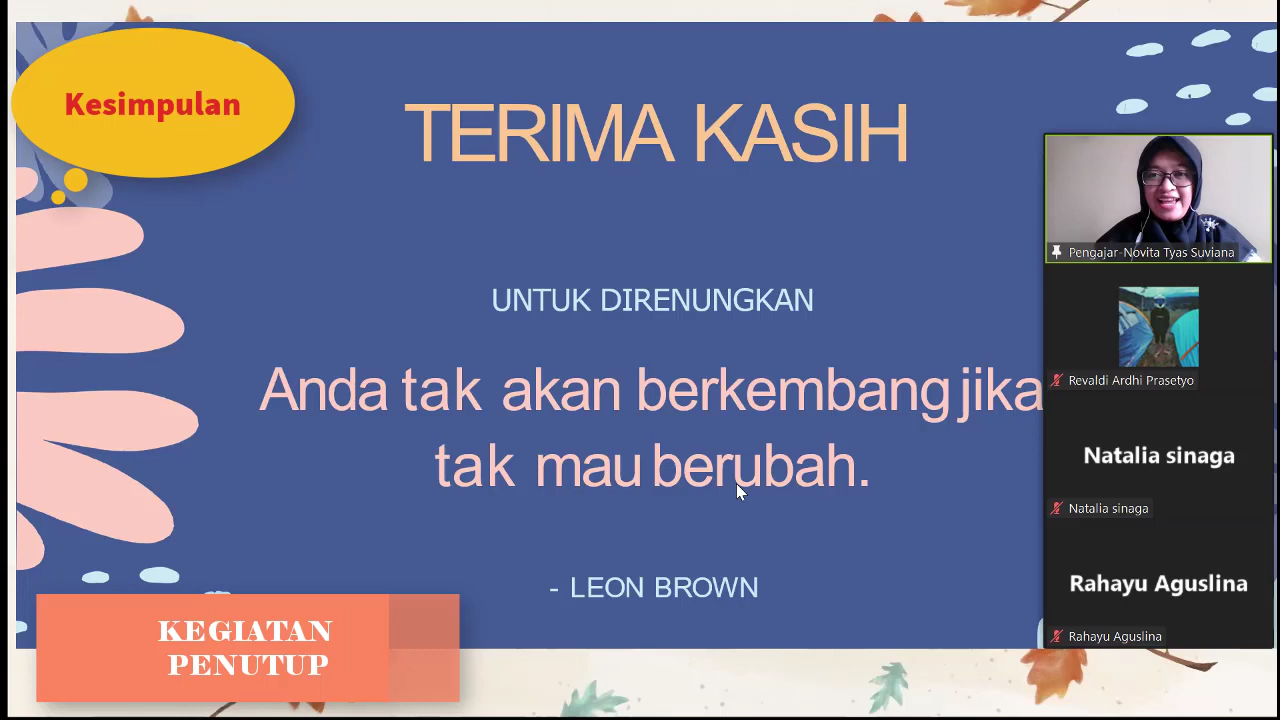 Kesimpulan
TERIMA KASIH
UNTUK DIRENUNGKAN
Anda tak akan berkembang jika
tak mau berubah.
- LEON BROWN
KEGIATAN
PENUTUP
Pengajar-Novita Tyas Suviana
Revaldi Ardhi Prasetyo
Natalia sinaga
Natalia sinaga
Rahayu Aguslina
Rahayu Aguslina